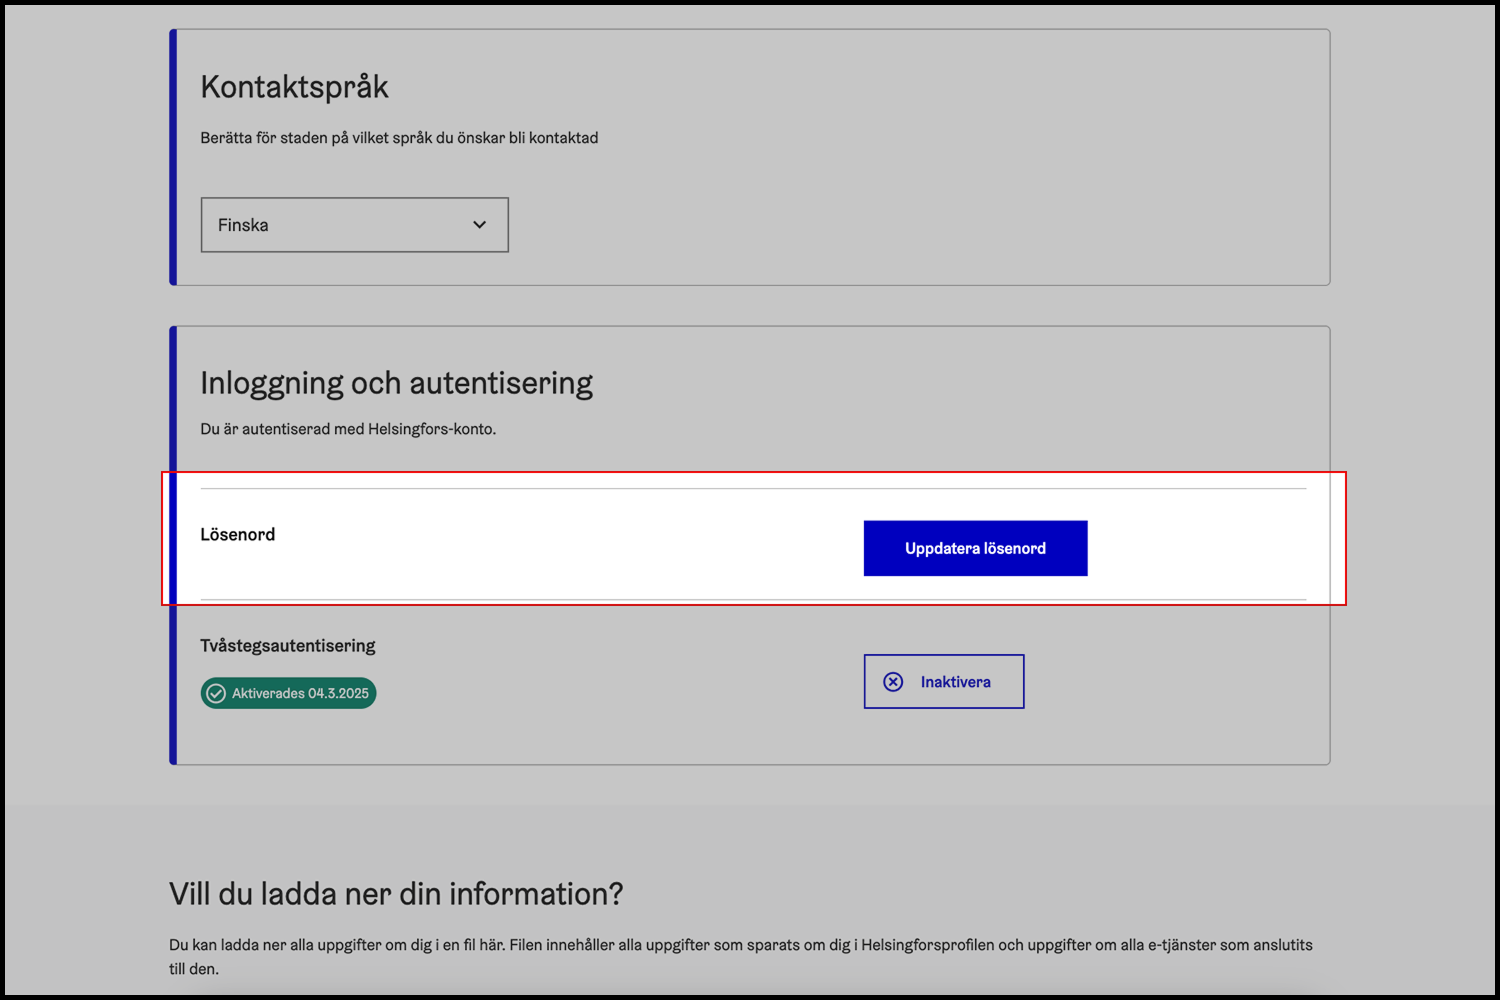 Kontaktspråk
Berätta för staden på vilket språk du önskar bli kontaktad
Finska
Inloggning och autentisering
Du är autentiserad med Helsingfors-konto.
Lösenord
Uppdatera lösenord
Tvåstegsautentisering
Inaktivera
Aktiverades 04.3.2025
Vill du ladda ner din information?
Du kan ladda ner alla uppgifter om dig i en fil här. Filen innehåller alla uppgifter som sparats om dig i Helsingforsprofilen och uppgifter om alla e-tjänster som anslutits
till den.